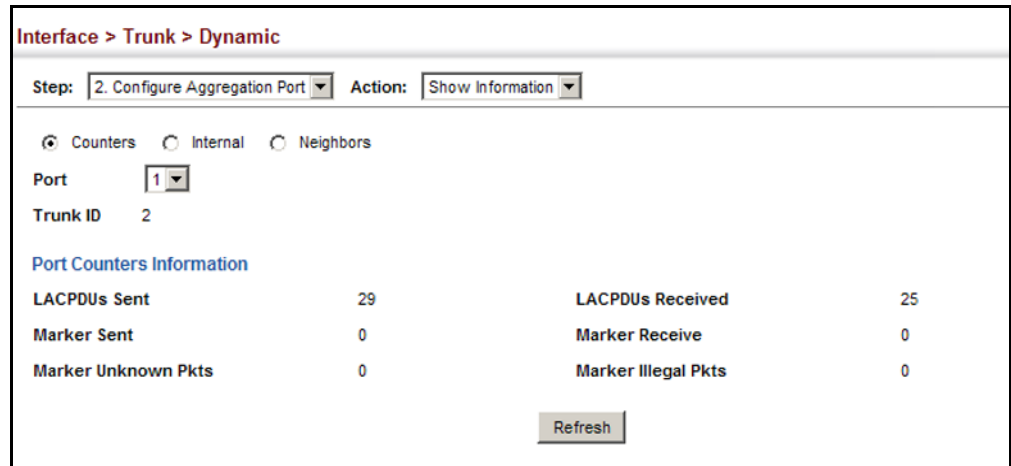 Interface > Trunk > Dynamic
Step: 2. Configure Aggregation Port Action: Show Information
Counters Internal Neighbors
Port 1
Trunk ID 2
Port Counters Information
LACPDUs Sent 29 LACPDUs Received 25
Marker Sent 0 Marker Receive 0
Marker Unknown Pkts 0 Marker Illegal Pkts 0
Refresh